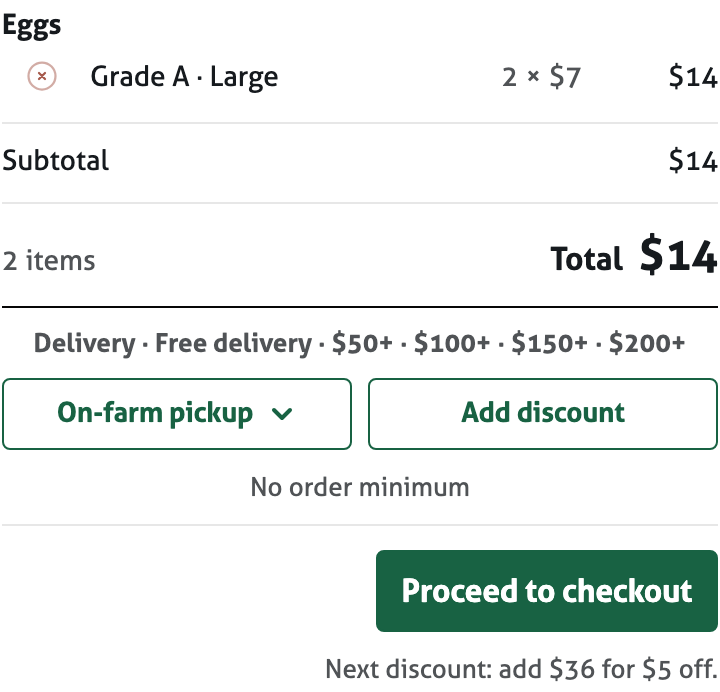 Eggs
Grade A · Large 2 × $7 $14
Subtotal $14
2 items Total $14
Delivery · Free delivery · $50+ · $100+ · $150+ · $200+
On-farm pickup Add discount
No order minimum
Proceed to checkout
Next discount: add $36 for $5 off.